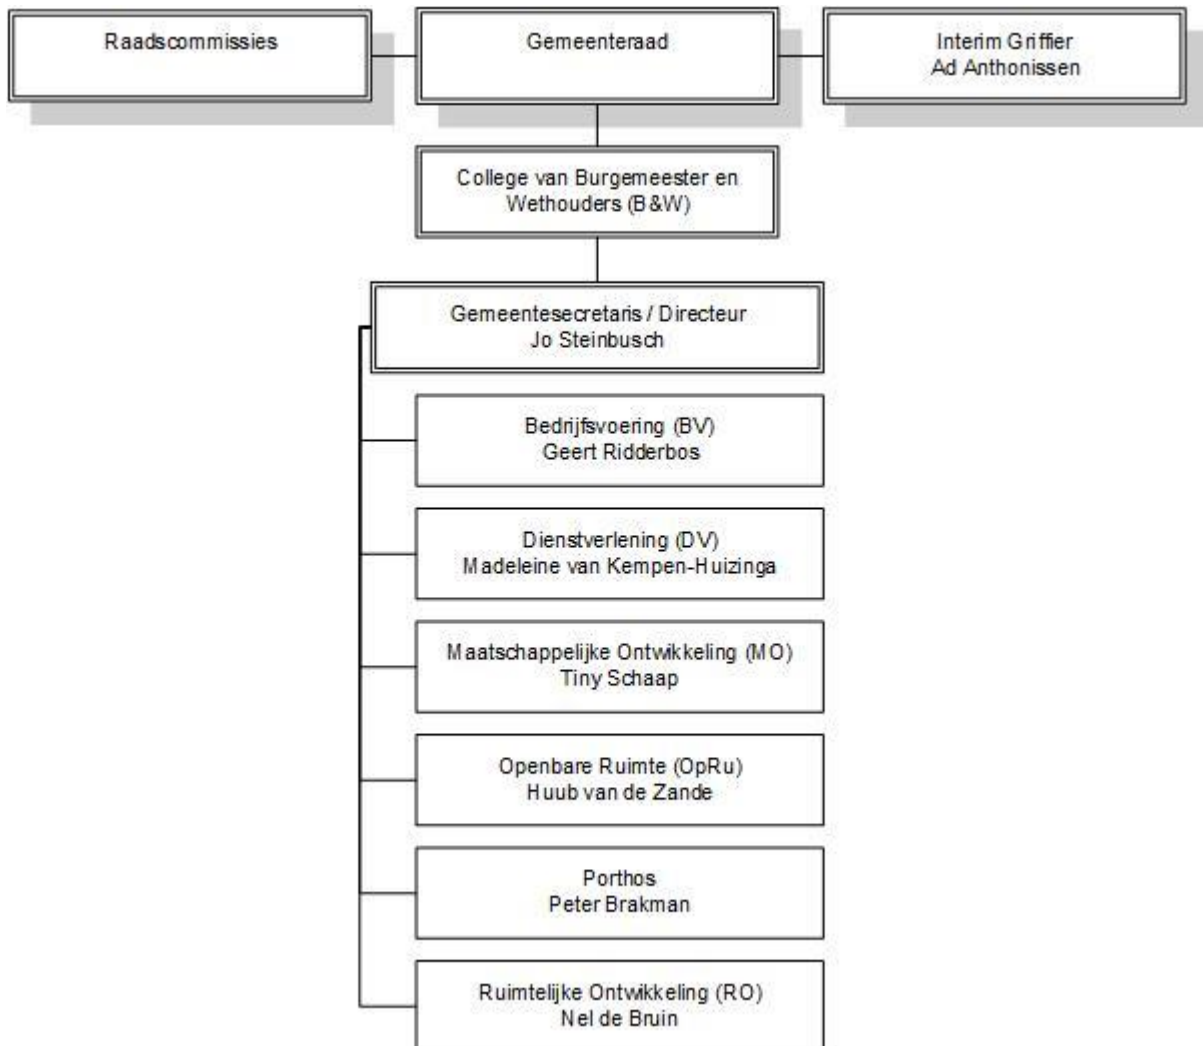 Raadscommissies
Gemeenteraad
Interim Griffier
Ad Anthonissen
College van Burgemeester en
Wethouders (B&W)
Gemeentesecretaris / Directeur
Jo Steinbusch
Bedrijfsvoering (BV)
Geert Ridderbos
Dienstverlening (DV)
Madeleine van Kempen-Huizinga
Maatschappelijke Ontwikkeling (MO)
Tiny Schaap
Openbare Ruimte (OpRu)
Huub van de Zande
Porthos
Peter Brakman
Ruimtelijke Ontwikkeling (RO)
Nel de Bruin